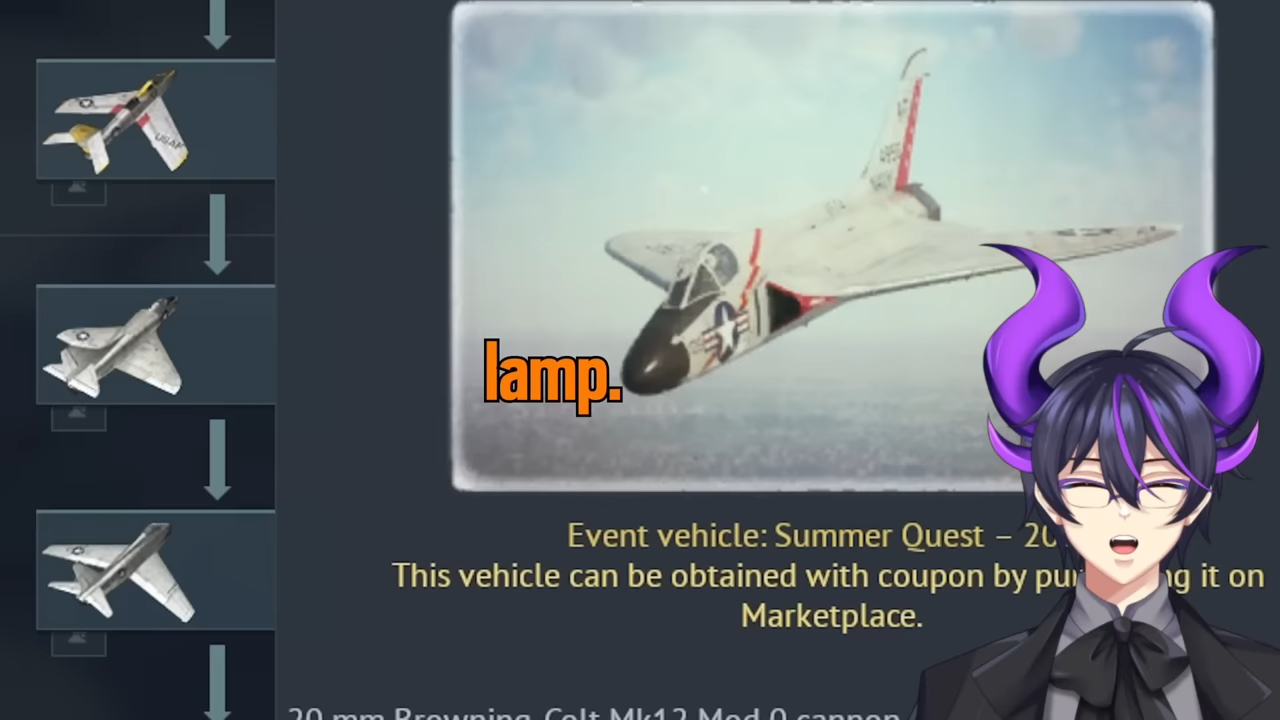 USAF
lamp.
Event vehicle: Summer Quest – 20
This vehicle can be obtained with coupon by pu ng it on
Marketplace.
20 mm Browning-Colt Mk12 Mod 0 cannon